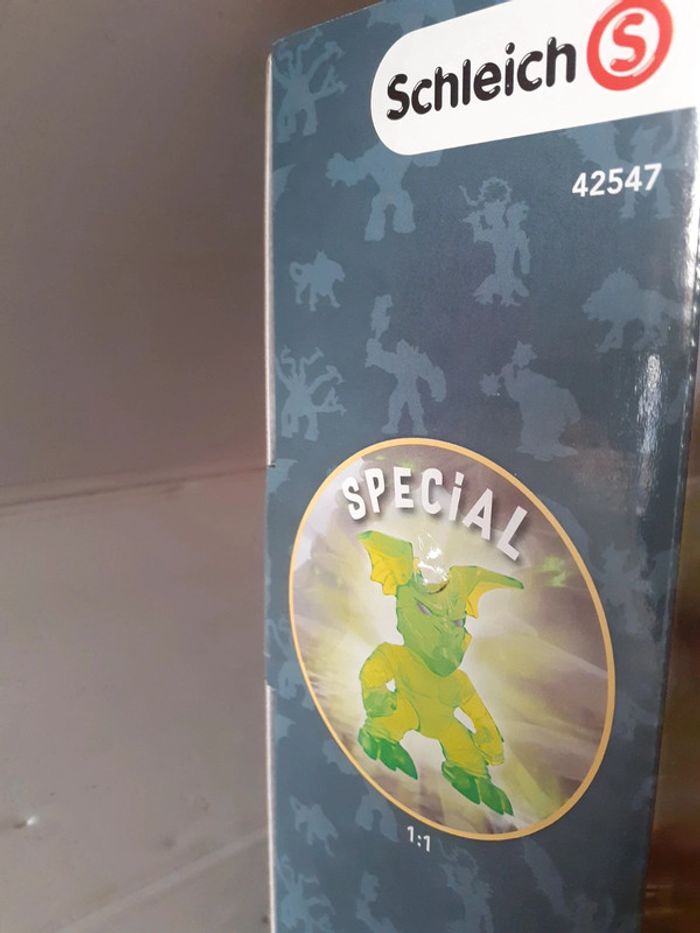 Schleich S
42547
SPECiAL
1:1